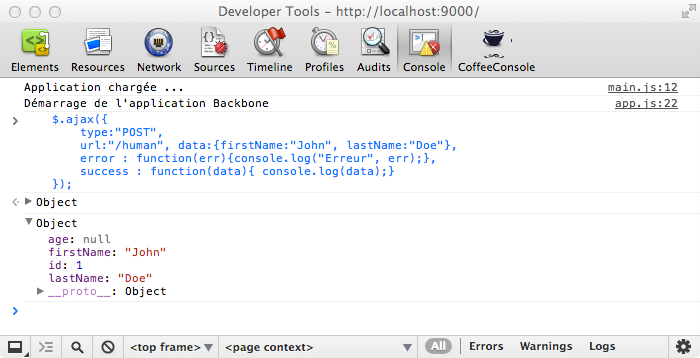 Developer Tools – http://localhost:9000/
Elements Resources Network Sources Timeline Profiles Audits Console CoffeeConsole
Application chargée ... main.js:12
Démarrage de l'application Backbone app.js:22
$.ajax({
type:"POST",
url:"/human", data:{firstName:"John", lastName:"Doe"},
error : function(err){console.log("Erreur", err);},
success : function(data){ console.log(data);}
});
Object
Object
age: null
firstName: "John"
id: 1
lastName: "Doe"
__proto__: Object
<top frame> <page context> All Errors Warnings Logs